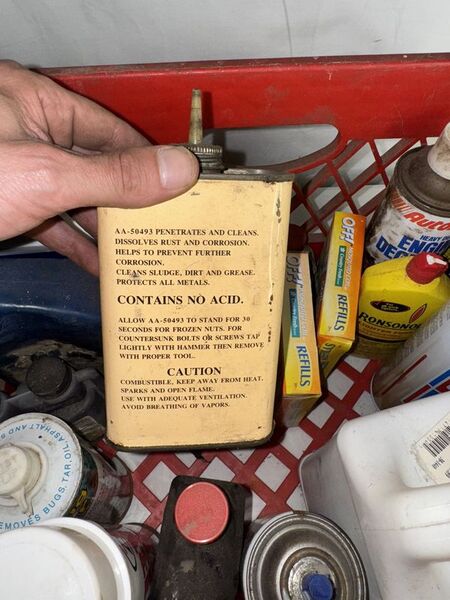 AA-50493 PENETRATES AND CLEANS.
DISSOLVES RUST AND CORROSION.
HELPS TO PREVENT FURTHER
CORROSION.
CLEANS SLUDGE, DIRT AND GREASE.
PROTECTS ALL METALS.
CONTAINS NO ACID.
ALLOW AA-50493 TO STAND FOR 30
SECONDS FOR FROZEN NUTS. FOR
COUNTERSUNK BOLTS OR SCREWS TAP
LIGHTLY WITH HAMMER THEN REMOVE
WITH PROPER TOOL.
CAUTION
COMBUSTIBLE, KEEP AWAY FROM HEAT.
SPARKS AND OPEN FLAME.
USE WITH ADEQUATE VENTILATION.
AVOID BREATHING OF VAPORS.
OFF!
REFILLS
OFF!
REFILLS
HEAVY
RONSONOL
REMOVES BUGS, TAR, OIL, ASPHALT AND